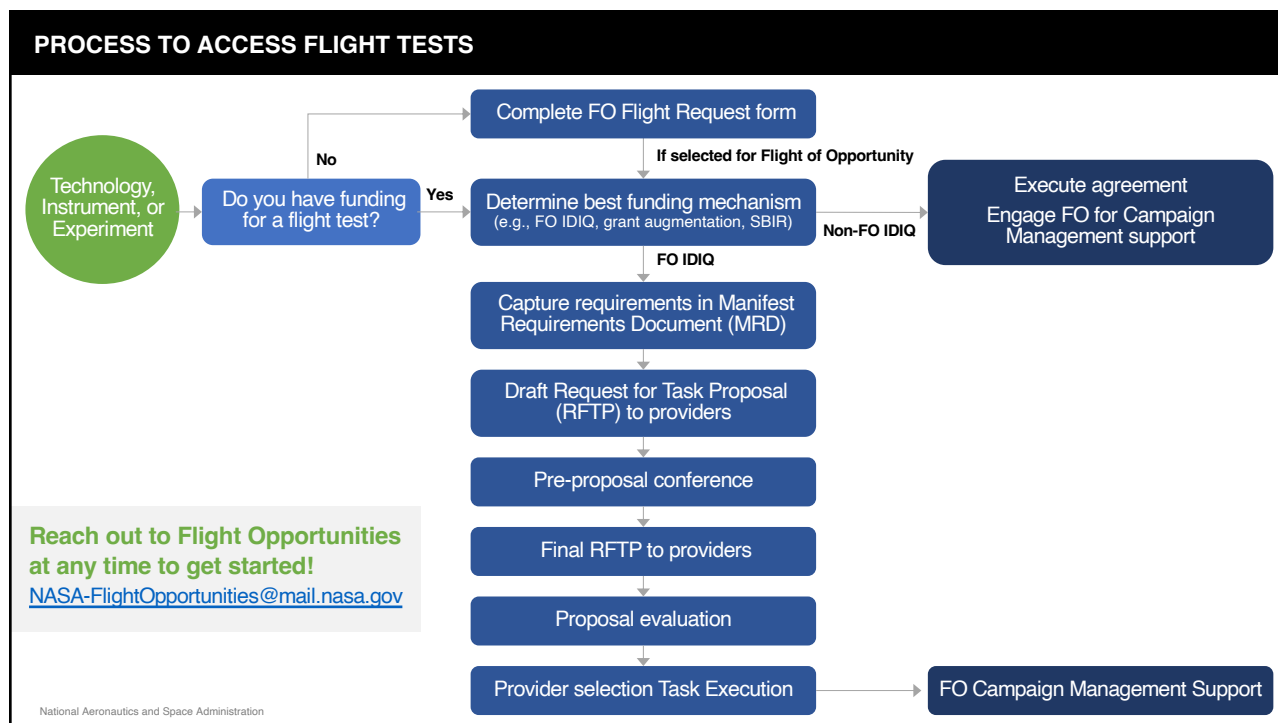 PROCESS TO ACCESS FLIGHT TESTS
Complete FO Flight Request form
No
If selected for Flight of Opportunity
Technology,
Instrument, or
Experiment
Do you have funding
for a flight test?
Yes
Determine best funding mechanism
(e.g., FO IDIQ, grant augmentation, SBIR)
Non-FO IDIQ
Execute agreement
Engage FO for Campaign
Management support
FO IDIQ
Capture requirements in Manifest
Requirements Document (MRD)
Draft Request for Task Proposal
(RFTP) to providers
Pre-proposal conference
Final RFTP to providers
Proposal evaluation
Provider selection Task Execution
FO Campaign Management Support
Reach out to Flight Opportunities
at any time to get started!
NASA-FlightOpportunities@mail.nasa.gov
National Aeronautics and Space Administration